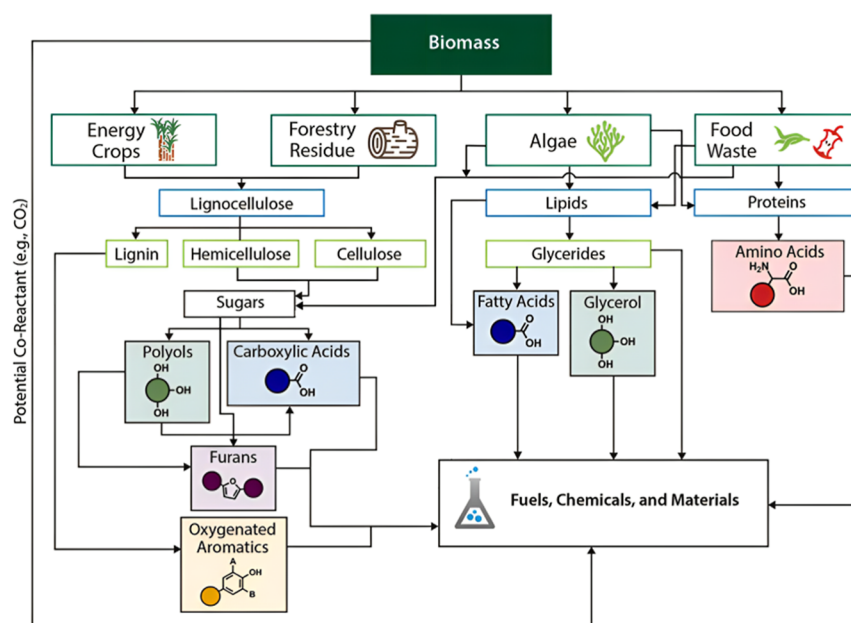 Biomass
Energy
Crops
Forestry
Residue
Algae
Food
Waste
Lignocellulose
Lipids
Proteins
Lignin
Hemicellulose
Cellulose
Glycerides
Amino Acids
H₂N
O
OH
Sugars
Fatty Acids
O
OH
Glycerol
OH
OH
OH
Polyols
OH
OH
OH
Carboxylic Acids
O
OH
Furans
O
Fuels, Chemicals, and Materials
Oxygenated
Aromatics
A
OH
B
Potential Co-Reactant (e.g., CO₂)